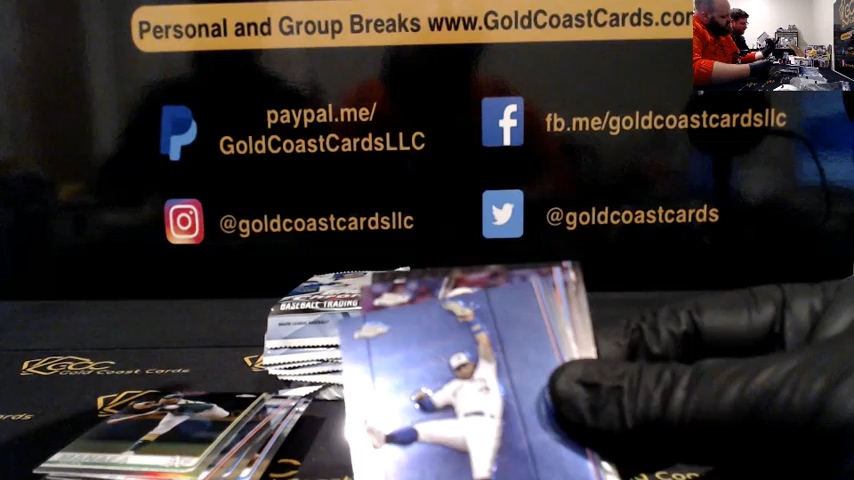 Personal and Group Breaks www.GoldCoastCards.com
paypal.me/
GoldCoastCardsLLC
fb.me/goldcoastcardsllc
@goldcoastcardsllc
@goldcoastcards
BASEBALL TRADING
GCC
Gold Coast Cards